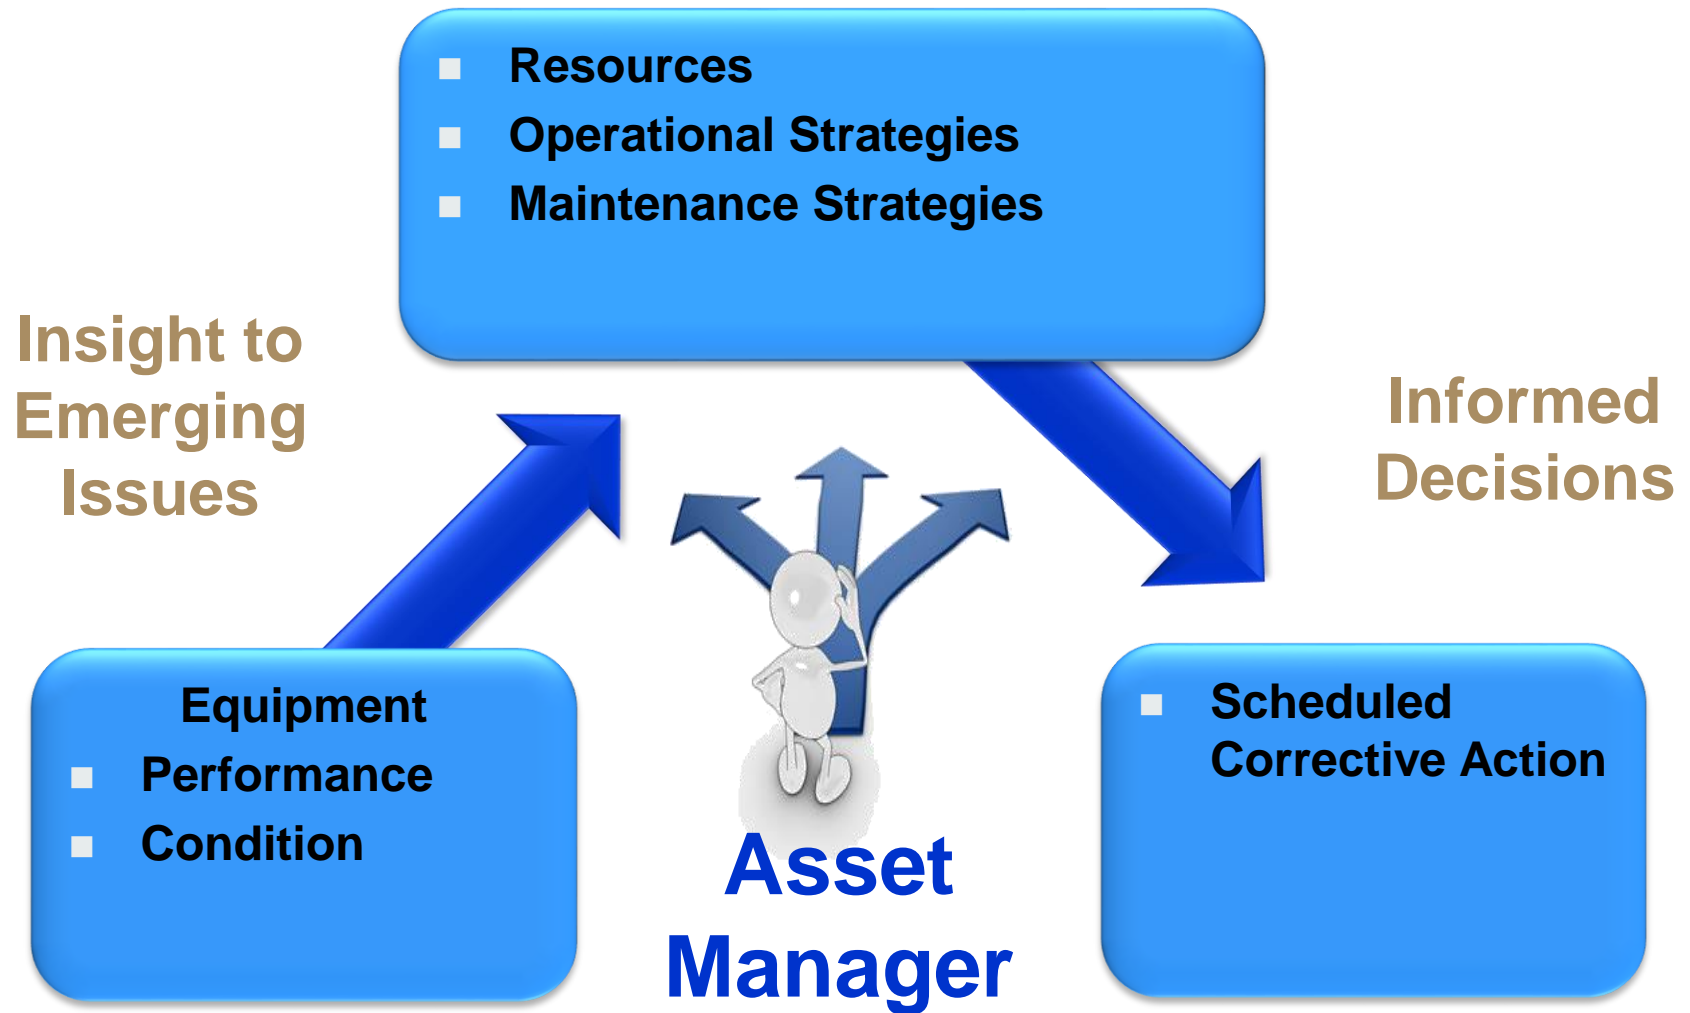 Resources
Operational Strategies
Maintenance Strategies
Insight to
Emerging
Issues
Informed
Decisions
Equipment
Performance
Condition
Asset
Manager
Scheduled
Corrective Action